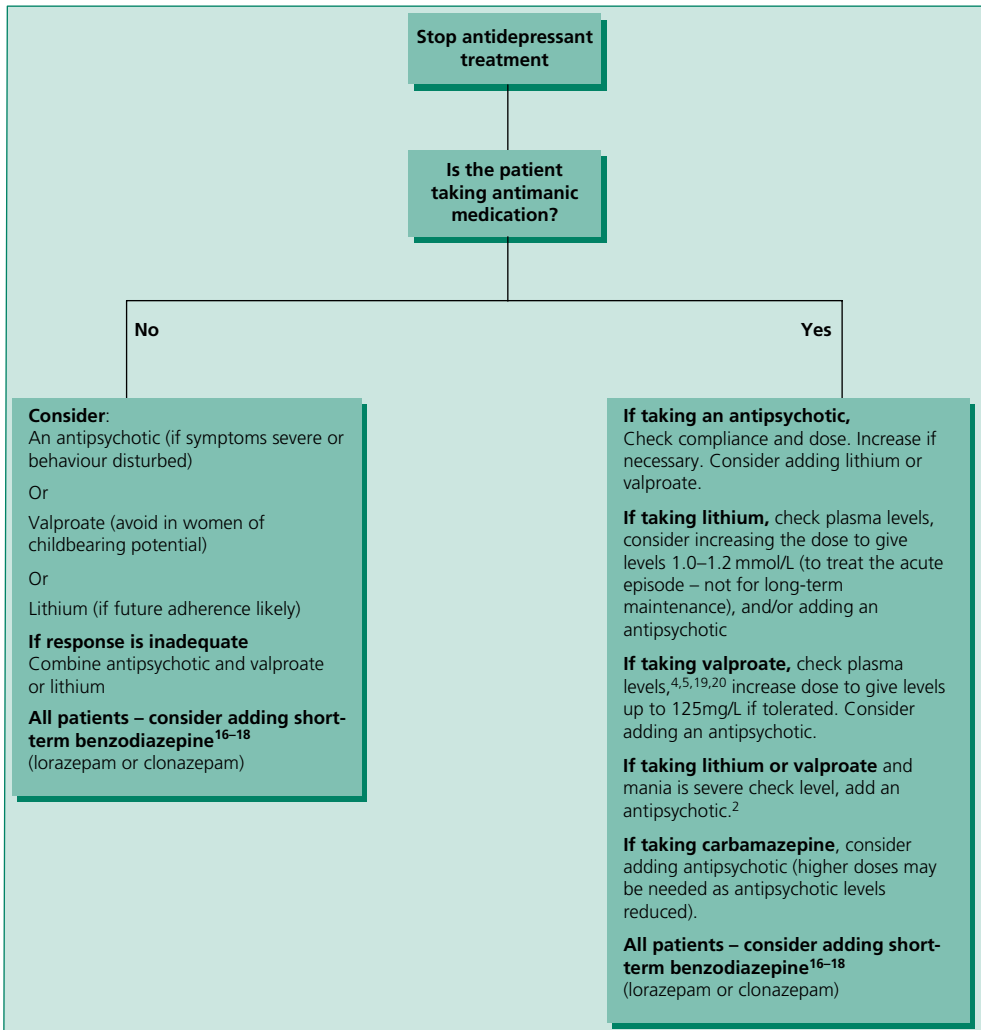 Stop antidepressant
treatment
Is the patient
taking antimanic
medication?
No
Yes
Consider:
An antipsychotic (if symptoms severe or
behaviour disturbed)
Or
Valproate (avoid in women of
childbearing potential)
Or
Lithium (if future adherence likely)
If response is inadequate
Combine antipsychotic and valproate
or lithium
All patients – consider adding short-
term benzodiazepine16–18
(lorazepam or clonazepam)
If taking an antipsychotic,
Check compliance and dose. Increase if
necessary. Consider adding lithium or
valproate.
If taking lithium, check plasma levels,
consider increasing the dose to give
levels 1.0–1.2 mmol/L (to treat the acute
episode – not for long-term
maintenance), and/or adding an
antipsychotic
If taking valproate, check plasma
levels,4,5,19,20 increase dose to give levels
up to 125mg/L if tolerated. Consider
adding an antipsychotic.
If taking lithium or valproate and
mania is severe check level, add an
antipsychotic.2
If taking carbamazepine, consider
adding antipsychotic (higher doses may
be needed as antipsychotic levels
reduced).
All patients – consider adding short-
term benzodiazepine16–18
(lorazepam or clonazepam)